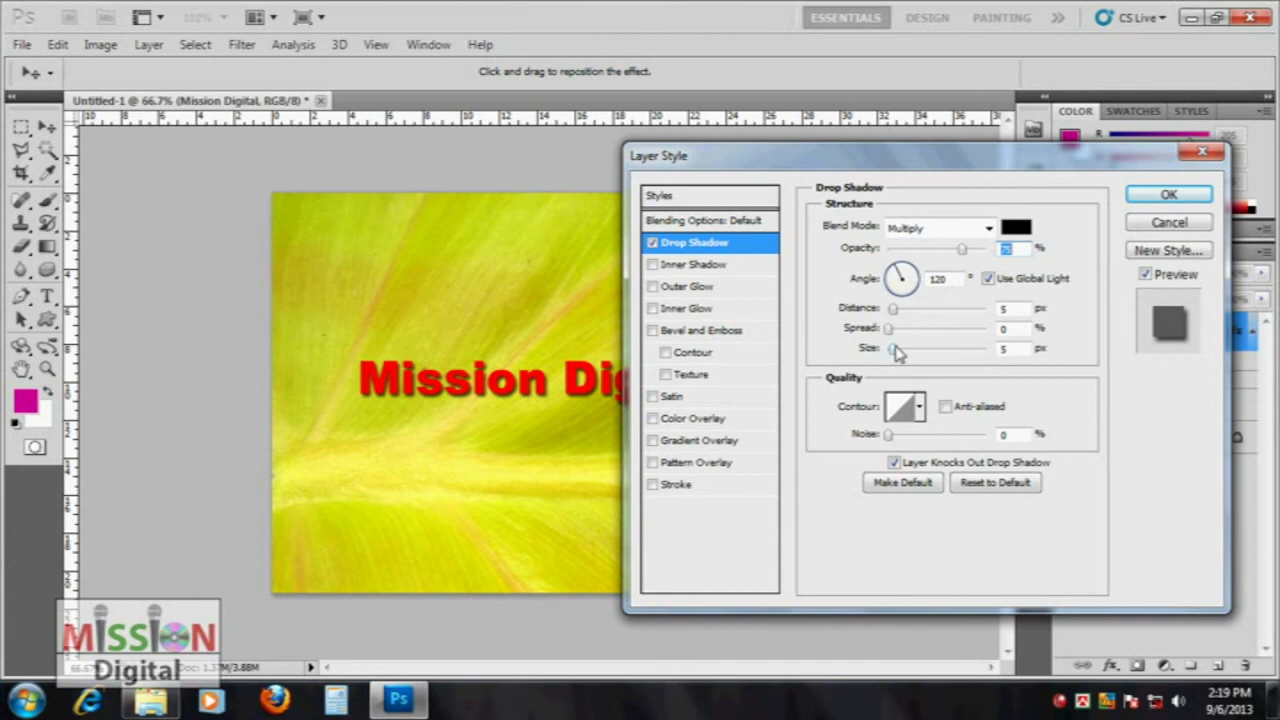 Ps 100% ESSENTIALS DESIGN PAINTING CS Live
File Edit Image Layer Select Filter Analysis 3D View Window Help
Click and drag to reposition the effect.
Untitled-1 @ 66.7% (Mission Digital, RGB/8) *
COLOR SWATCHES STYLES
R
Layer Style
Styles
Blending Options: Default
Drop Shadow
Inner Shadow
Outer Glow
Inner Glow
Bevel and Emboss
Contour
Texture
Satin
Color Overlay
Gradient Overlay
Pattern Overlay
Stroke
Drop Shadow
Structure
Blend Mode: Multiply
Opacity: 75 %
Angle: 120 ° Use Global Light
Distance: 5 px
Spread: 0 %
Size: 5 px
Quality
Contour: Anti-aliased
Noise: 0 %
Layer Knocks Out Drop Shadow
Make Default Reset to Default
OK
Cancel
New Style...
Preview
Mission Dig
MISSION
Digital
Doc: 1.37M/3.88M
Ps
2:19 PM
9/6/2013